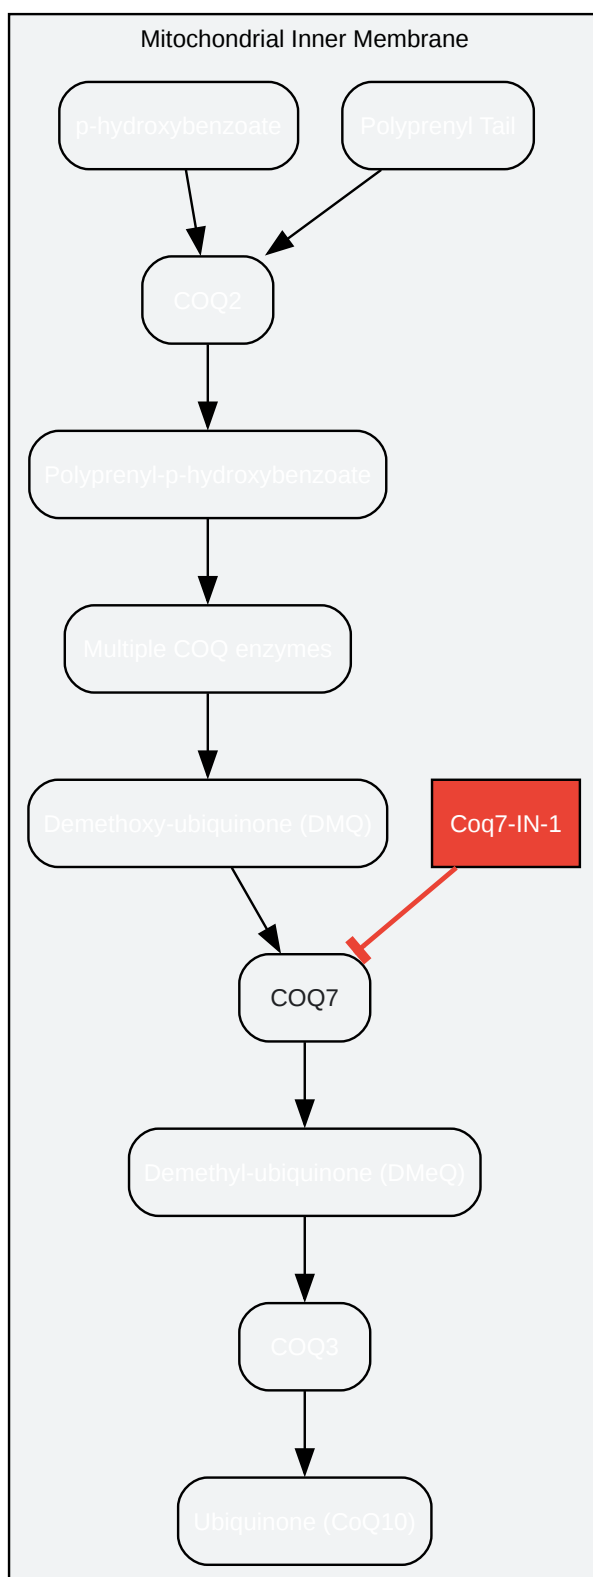 Mitochondrial Inner Membrane
p-hydroxybenzoate
Polyprenyl Tail
COQ2
Polyprenyl-p-hydroxybenzoate
Multiple COQ enzymes
Demethoxy-ubiquinone (DMQ)
Coq7-IN-1
COQ7
Demethyl-ubiquinone (DMeQ)
COQ3
Ubiquinone (CoQ10)